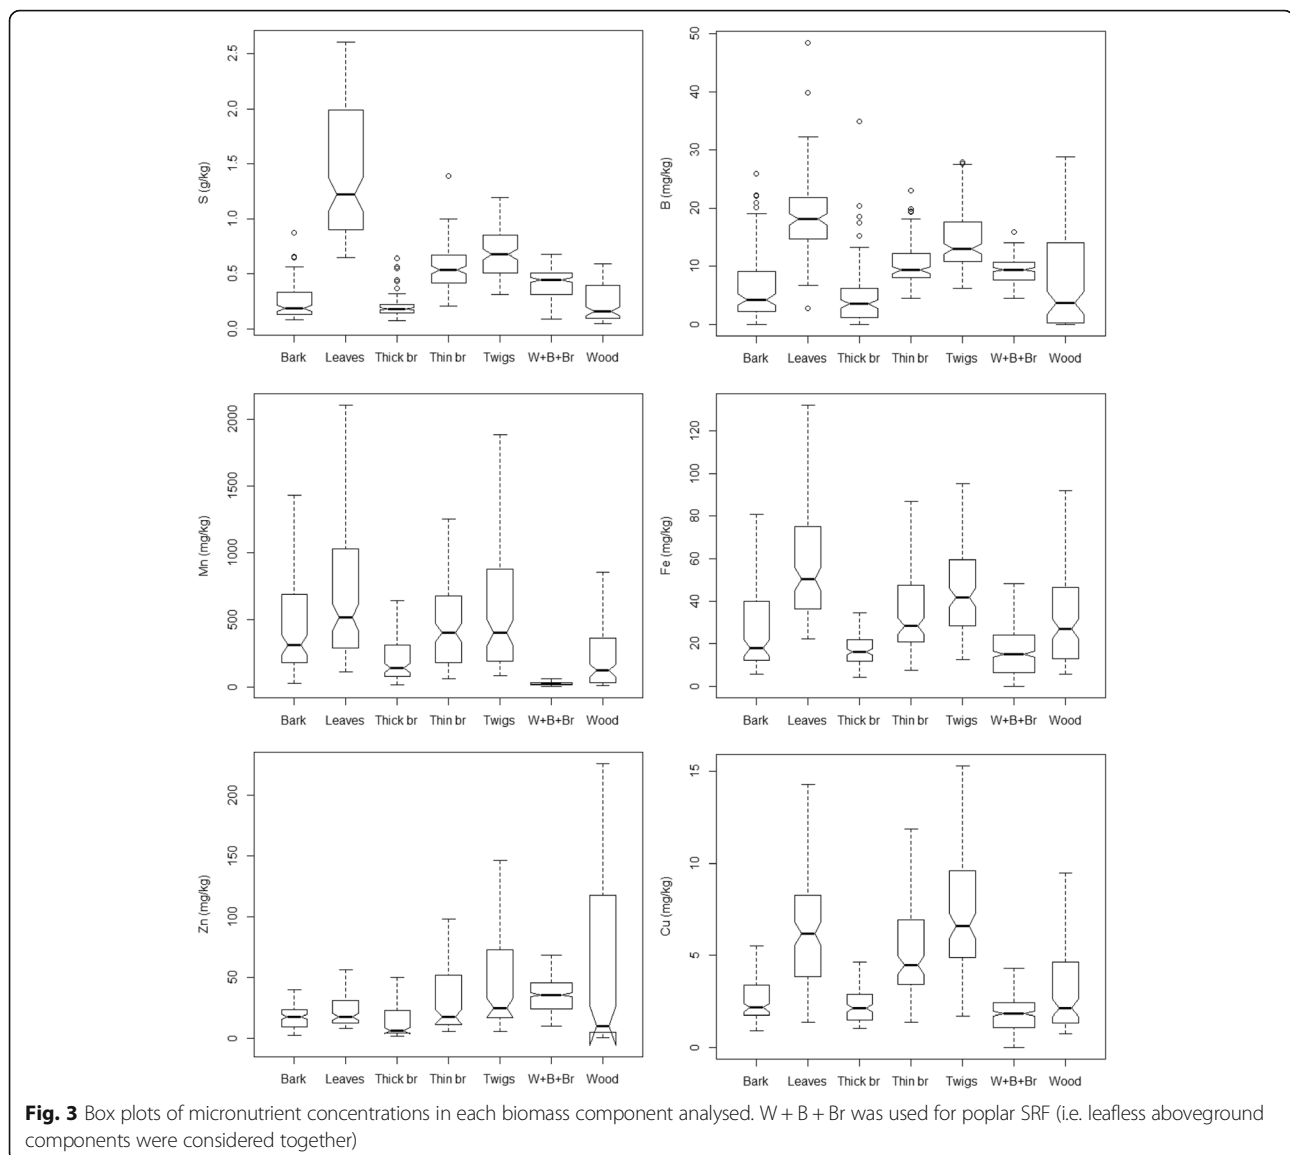 S (g/kg)
2.5
2.0
1.5
1.0
0.5
0.0
Bark Leaves Thick br Thin br Twigs W+B+Br Wood
B (mg/kg)
50
40
30
20
10
0
Bark Leaves Thick br Thin br Twigs W+B+Br Wood
Mn (mg/kg)
2000
1500
1000
500
0
Bark Leaves Thick br Thin br Twigs W+B+Br Wood
Fe (mg/kg)
120
100
80
60
40
20
0
Bark Leaves Thick br Thin br Twigs W+B+Br Wood
Zn (mg/kg)
200
150
100
50
0
Bark Leaves Thick br Thin br Twigs W+B+Br Wood
Cu (mg/kg)
15
10
5
0
Bark Leaves Thick br Thin br Twigs W+B+Br Wood
Fig. 3 Box plots of micronutrient concentrations in each biomass component analysed. W + B + Br was used for poplar SRF (i.e. leafless aboveground
components were considered together)